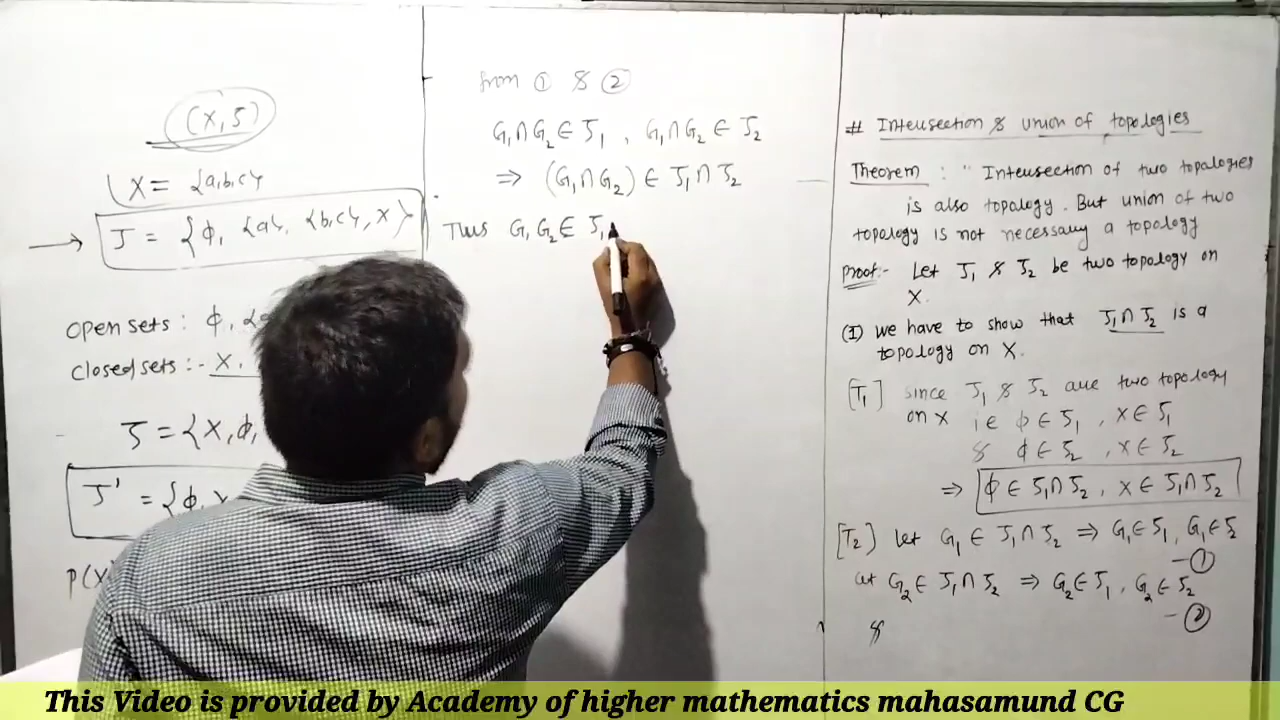 (X, J)
X = {a,b,c}
J = {ϕ, {a}, {b,c}, X}
open sets : ϕ,
closed sets :- X,
J = {X, ϕ,
J' = {ϕ,
P(X)
from ① & ②
G₁∩G₂ ∈ J₁ , G₁∩G₂ ∈ J₂
⇒ (G₁∩G₂) ∈ J₁∩J₂
Thus G₁ G₂ ∈ J₁
# Intersection & union of topologies
Theorem : " Intersection of two topalogies
is also topology. But union of two
topology is not necessary a topology
Proof:- Let J₁ & J₂ be two topology on
X.
(I) we have to show that J₁∩J₂ is a
topology on X.
[T₁] since J₁ & J₂ are two topology
on X ie ϕ ∈ J₁ , X ∈ J₁
& ϕ ∈ J₂ , X ∈ J₂
⇒ ϕ ∈ J₁∩J₂ , X ∈ J₁∩J₂
[T₂] let G₁ ∈ J₁∩J₂ ⇒ G₁ ∈ J₁, G₁ ∈ J₂
- ①
let G₂ ∈ J₁∩J₂ ⇒ G₂ ∈ J₁ , G₂ ∈ J₂
- ②
&
This Video is provided by Academy of higher mathematics mahasamund CG